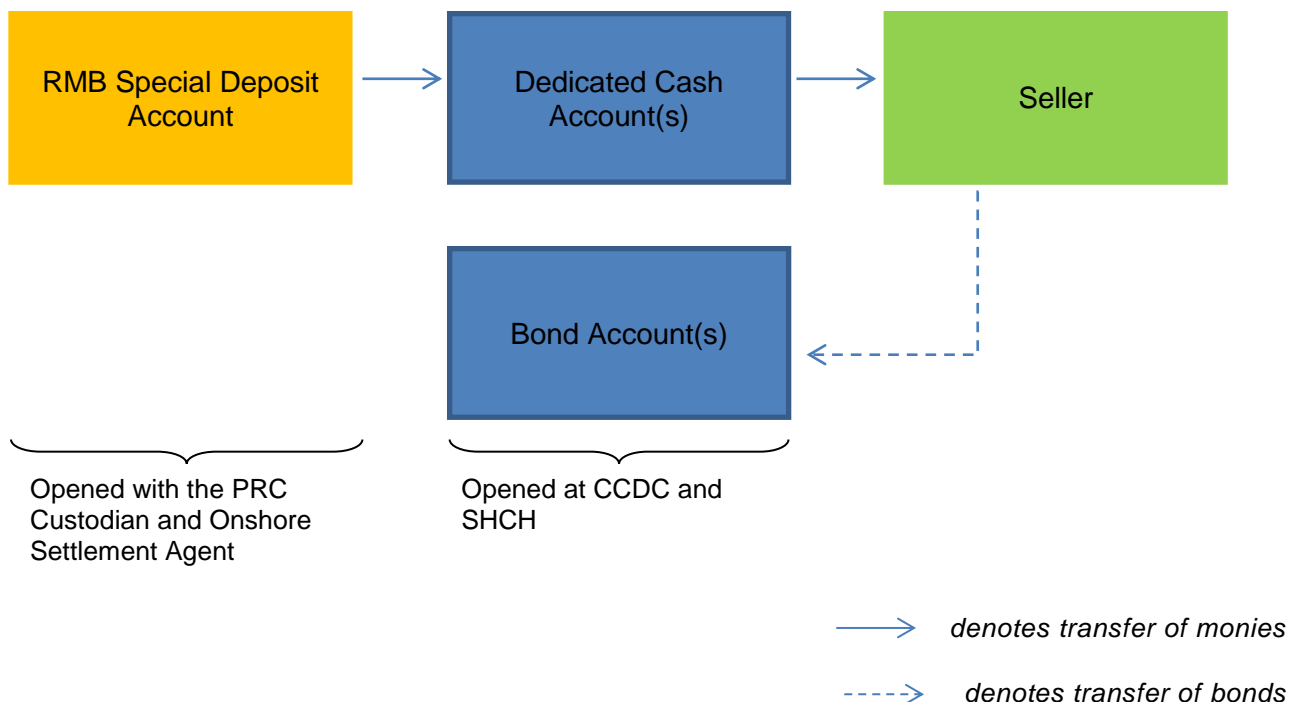 RMB Special Deposit
Account
Dedicated Cash
Account(s)
Seller
Bond Account(s)
Opened with the PRC
Custodian and Onshore
Settlement Agent
Opened at CCDC and
SHCH
denotes transfer of monies
denotes transfer of bonds